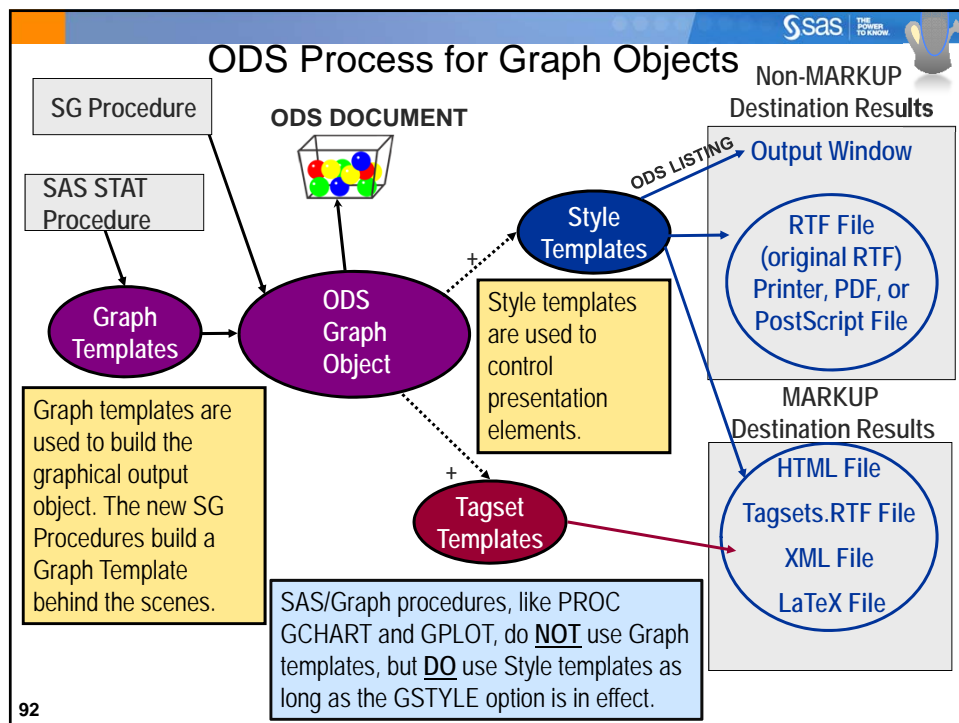 SSas THE POWER TO KNOW.
ODS Process for Graph Objects
SG Procedure
SAS STAT
Procedure
ODS DOCUMENT
Graph
Templates
ODS
Graph
Object
+
+
Style
Templates
Tagset
Templates
ODS LISTING
Non-MARKUP
Destination Results
Output Window
RTF File
(original RTF)
Printer, PDF, or
PostScript File
MARKUP
Destination Results
HTML File
Tagsets.RTF File
XML File
LaTeX File
Style templates
are used to
control
presentation
elements.
Graph templates are
used to build the
graphical output
object. The new SG
Procedures build a
Graph Template
behind the scenes.
SAS/Graph procedures, like PROC
GCHART and GPLOT, do NOT use Graph
templates, but DO use Style templates as
long as the GSTYLE option is in effect.
92